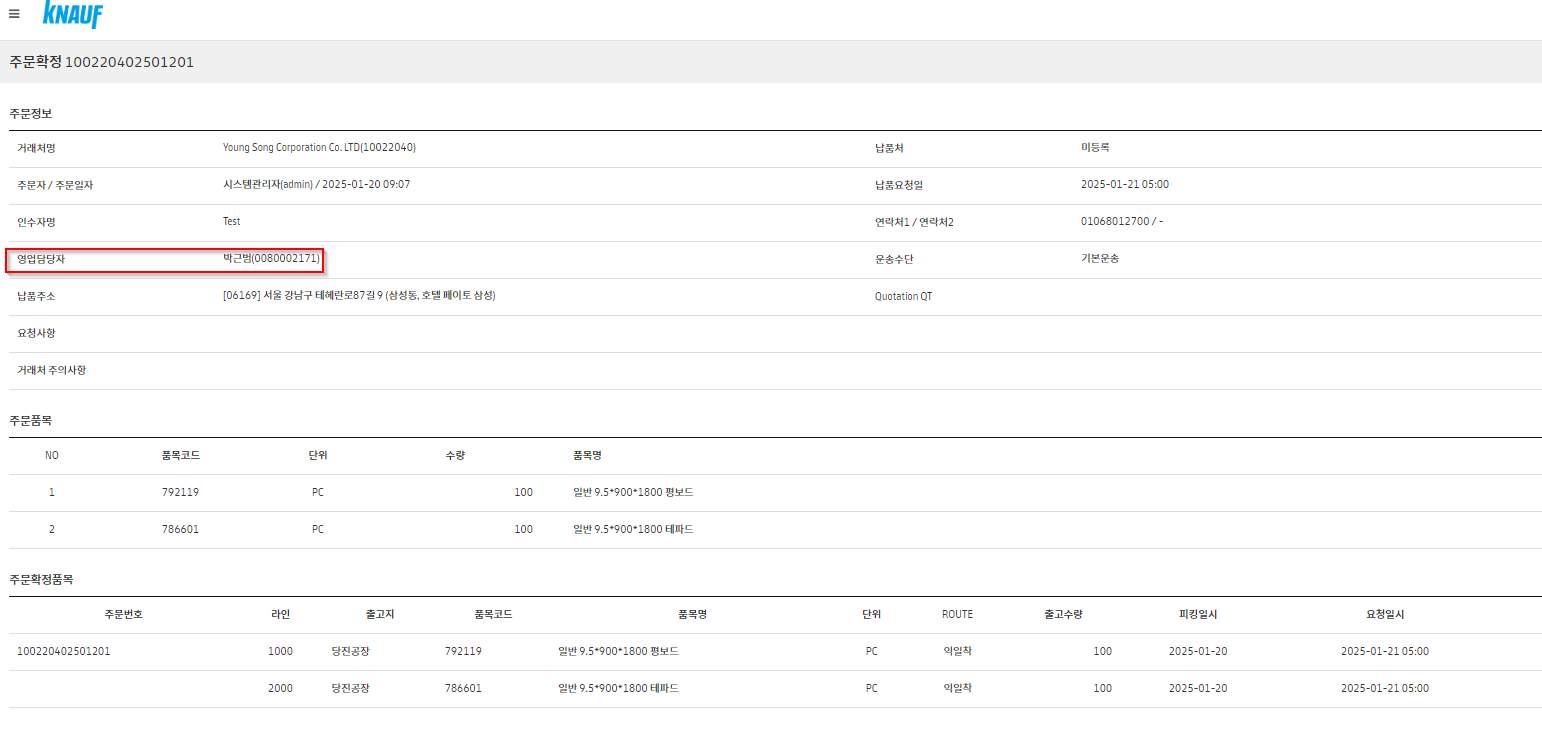 ≡ KNAUF
주문확정 100220402501201
주문정보
거래처명 Young Song Corporation Co. LTD(10022040) 납품처 미등록
주문자 / 주문일자 시스템관리자(admin) / 2025-01-20 09:07 납품요청일 2025-01-21 05:00
인수자명 Test 연락처1 / 연락처2 01068012700 / -
영업담당자 박근범(0080002171) 운송수단 기본운송
납품주소 [06169] 서울 강남구 테헤란로87길 9 (삼성동, 호텔 페이토 삼성) Quotation QT
요청사항
거래처 주의사항
주문품목
NO 품목코드 단위 수량 품목명
1 792119 PC 100 일반 9.5*900*1800 평보드
2 786601 PC 100 일반 9.5*900*1800 테파드
주문확정품목
주문번호 라인 출고지 품목코드 품목명 단위 ROUTE 출고수량 피킹일시 요청일시
100220402501201 1000 당진공장 792119 일반 9.5*900*1800 평보드 PC 익일착 100 2025-01-20 2025-01-21 05:00
2000 당진공장 786601 일반 9.5*900*1800 테파드 PC 익일착 100 2025-01-20 2025-01-21 05:00